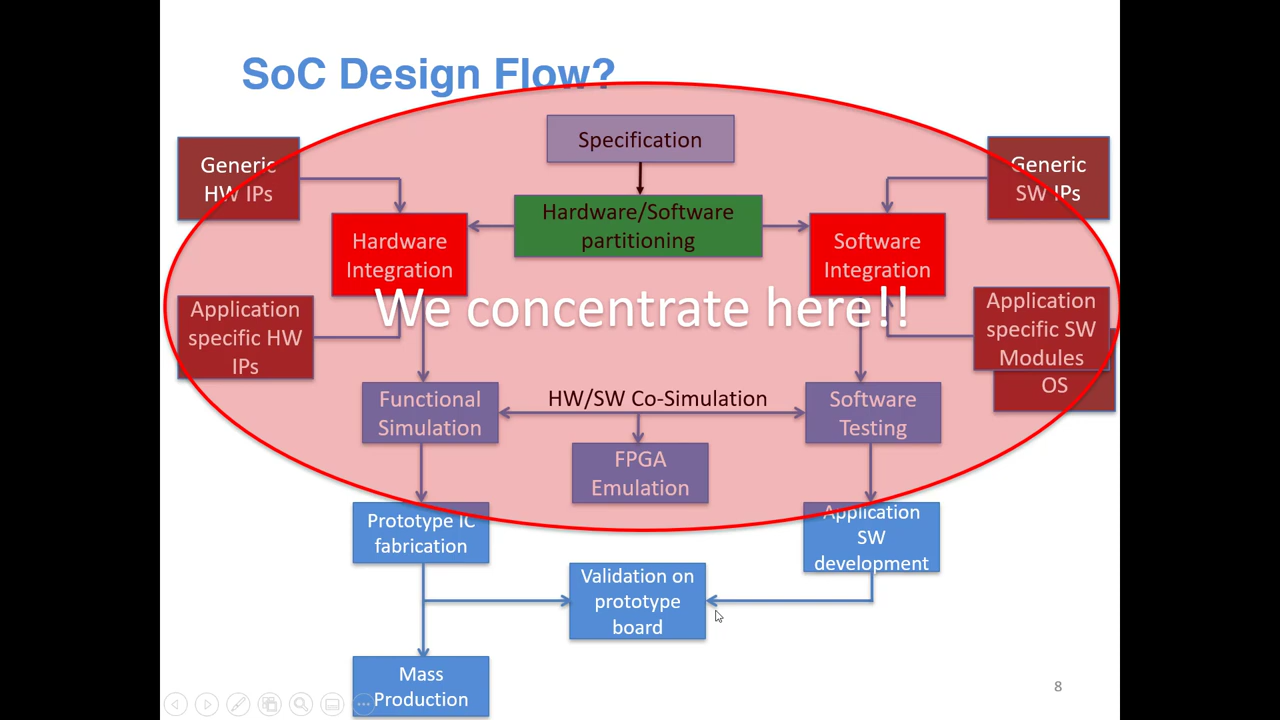 SoC Design Flow?
Specification
Generic
HW IPs
Generic
SW IPs
Hardware/Software
partitioning
Hardware
Integration
Software
Integration
We concentrate here!!
Application
specific HW
IPs
Application
specific SW
Modules
OS
Functional
Simulation
HW/SW Co-Simulation
Software
Testing
FPGA
Emulation
Prototype IC
fabrication
Application
SW
development
Validation on
prototype
board
Mass
Production
8